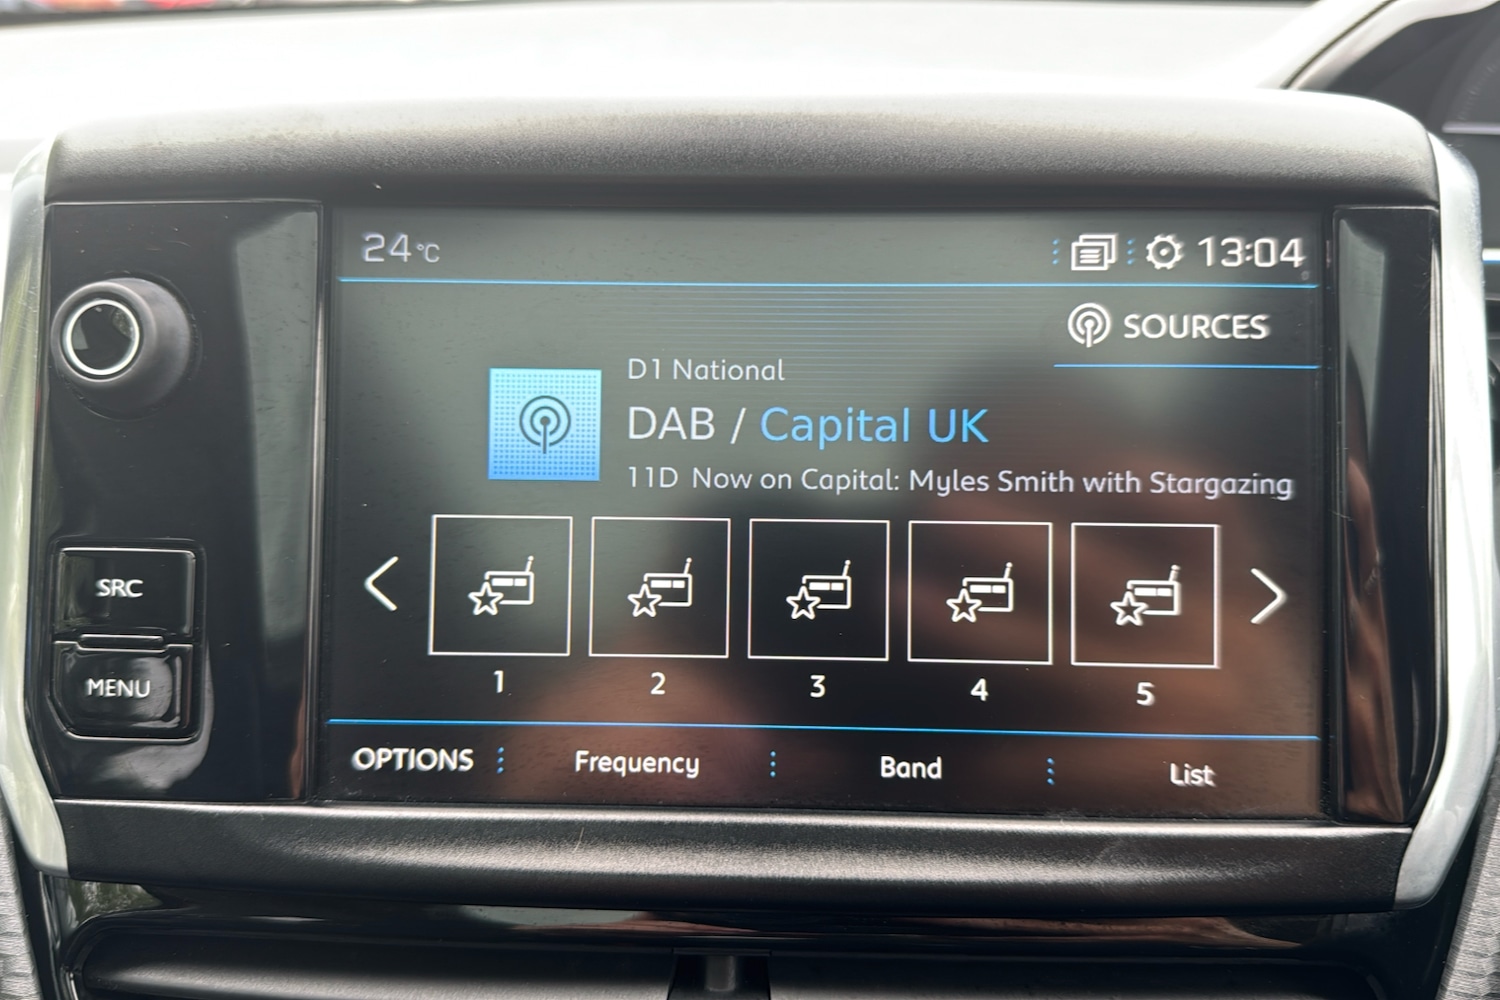 24°C 13:04
SOURCES
D1 National
DAB / Capital UK
11D Now on Capital: Myles Smith with Stargazing
SRC
MENU
1 2 3 4 5
OPTIONS Frequency Band List